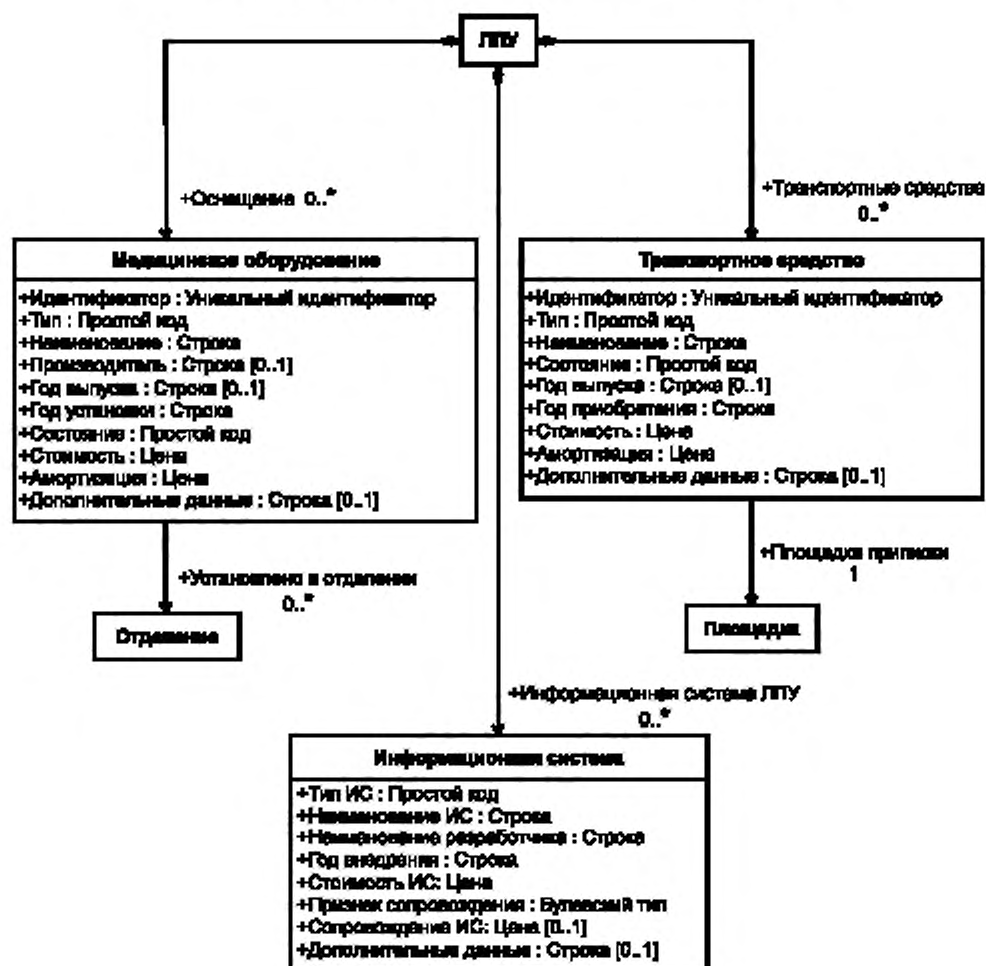 ЛПУ
+Оснащение 0..*
+Транспортные средства
0..*
Медицинское оборудование
+Идентификатор : Уникальный идентификатор
+Тип : Простой код
+Наименование : Строка
+Производитель : Строка [0..1]
+Год выпуска : Строка [0..1]
+Год установки : Строка
+Состояние : Простой код
+Стоимость : Цена
+Амортизация : Цена
+Дополнительные данные : Строка [0..1]
Транспортное средство
+Идентификатор : Уникальный идентификатор
+Тип : Простой код
+Наименование : Строка
+Состояние : Простой код
+Год выпуска : Строка [0..1]
+Год приобретения : Строка
+Стоимость : Цена
+Амортизация : Цена
+Дополнительные данные : Строка [0..1]
+Установлено в отделении
0..*
Отделение
+Площадка приписки
1
Площадка
+Информационная система ЛПУ
0..*
Информационная система
+Тип ИС : Простой код
+Наименование ИС : Строка
+Наименование разработчика : Строка
+Год внедрения : Строка
+Стоимость ИС: Цена
+Признак сопровождения : Булевский тип
+Сопровождение ИС: Цена [0..1]
+Дополнительные данные : Строка [0..1]